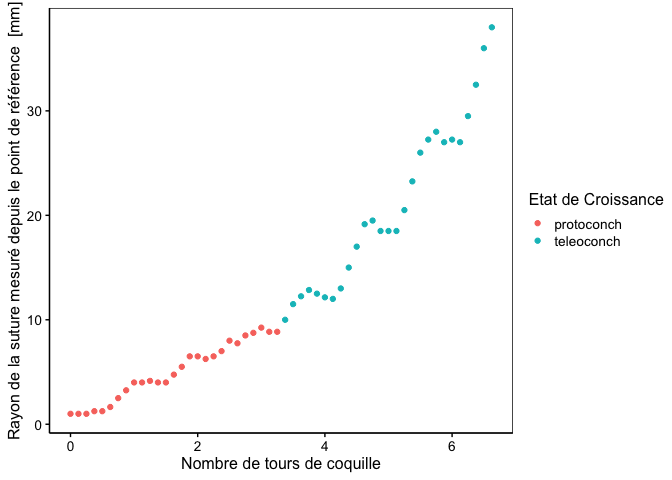 Rayon de la suture mesuré depuis le point de référence  [mm]
30
20
10
0
0 2 4 6
Nombre de tours de coquille
Etat de Croissance
protoconch
teleoconch